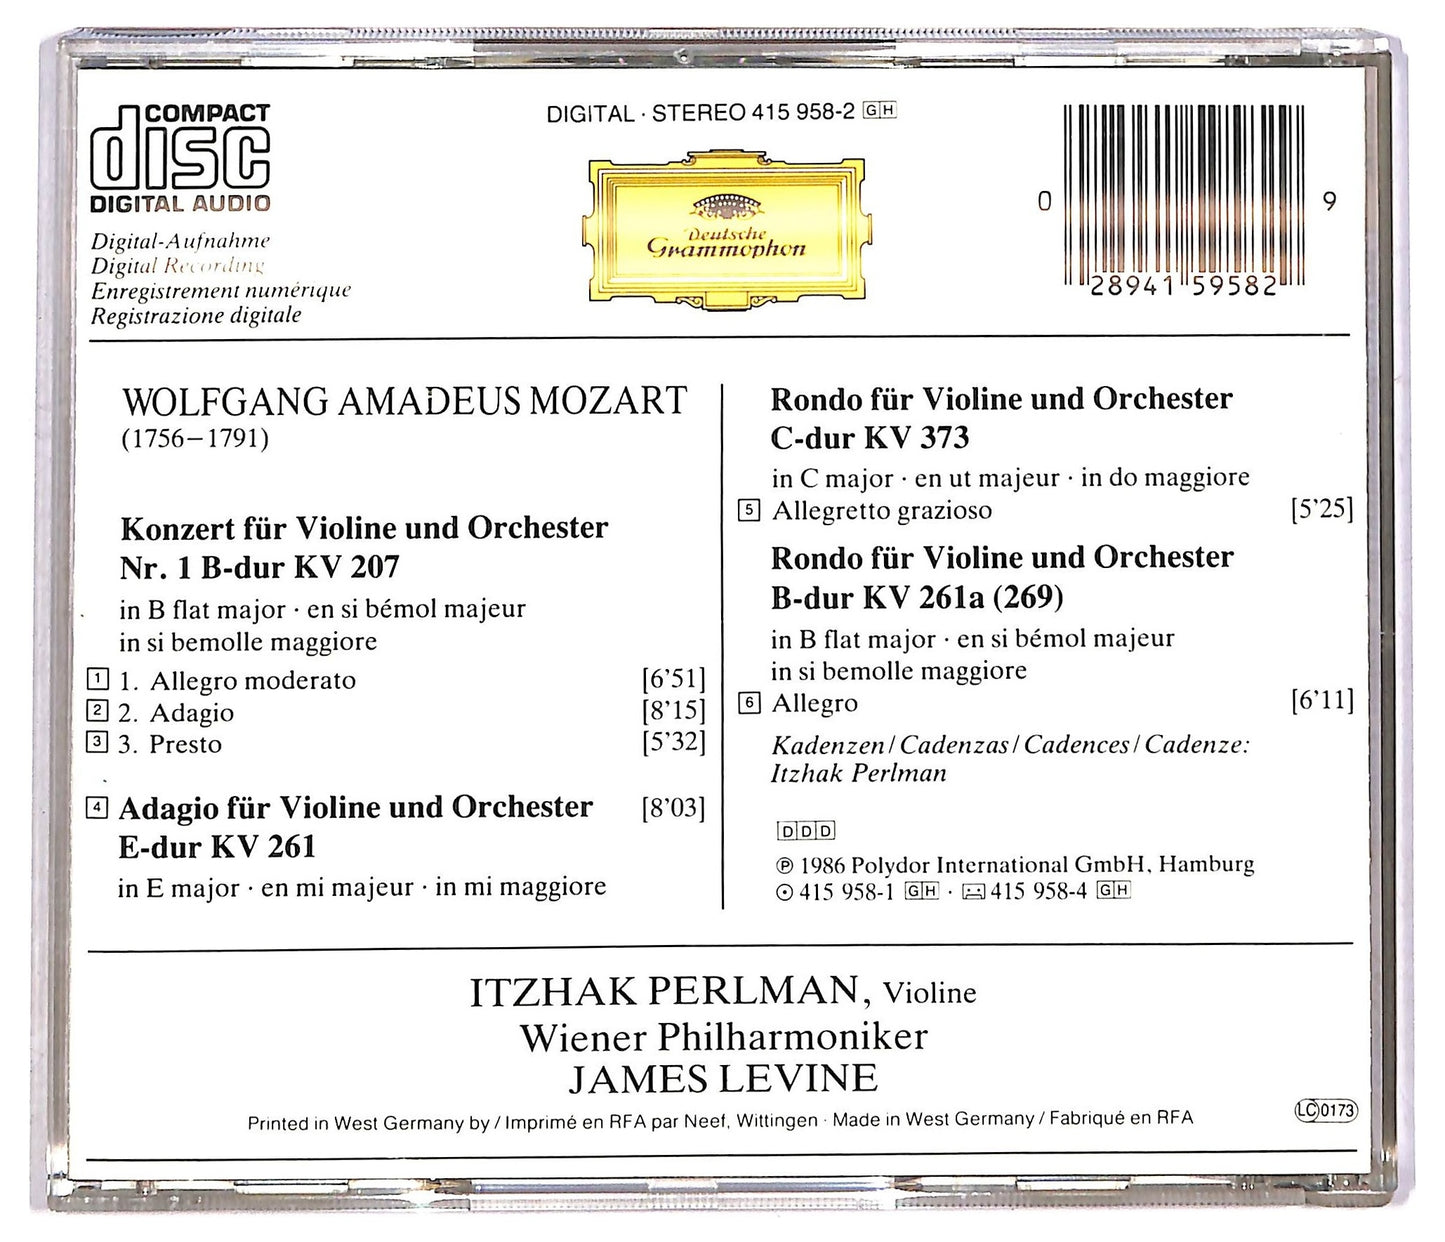 COMPACT
disc
DIGITAL AUDIO
Digital-Aufnahme
Digital Recording
Enregistrement numérique
Registrazione digitale
DIGITAL · STEREO 415 958-2 GH
Deutsche
Grammophon
0 28941 59582 9
WOLFGANG AMADEUS MOZART
(1756–1791)
Konzert für Violine und Orchester
Nr. 1 B-dur KV 207
in B flat major · en si bémol majeur
in si bemolle maggiore
1 1. Allegro moderato [6’51]
2 2. Adagio [8’15]
3 3. Presto [5’32]
4 Adagio für Violine und Orchester [8’03]
E-dur KV 261
in E major · en mi majeur · in mi maggiore
Rondo für Violine und Orchester
C-dur KV 373
in C major · en ut majeur · in do maggiore
5 Allegretto grazioso [5’25]
Rondo für Violine und Orchester
B-dur KV 261a (269)
in B flat major · en si bémol majeur
in si bemolle maggiore
6 Allegro [6’11]
Kadenzen/Cadenzas/Cadences/Cadenze:
Itzhak Perlman
DDD
℗ 1986 Polydor International GmbH, Hamburg
415 958-1 GH · 415 958-4 GH
ITZHAK PERLMAN, Violine
Wiener Philharmoniker
JAMES LEVINE
Printed in West Germany by / Imprimé en RFA par Neef, Wittingen · Made in West Germany / Fabriqué en RFA
LC 0173